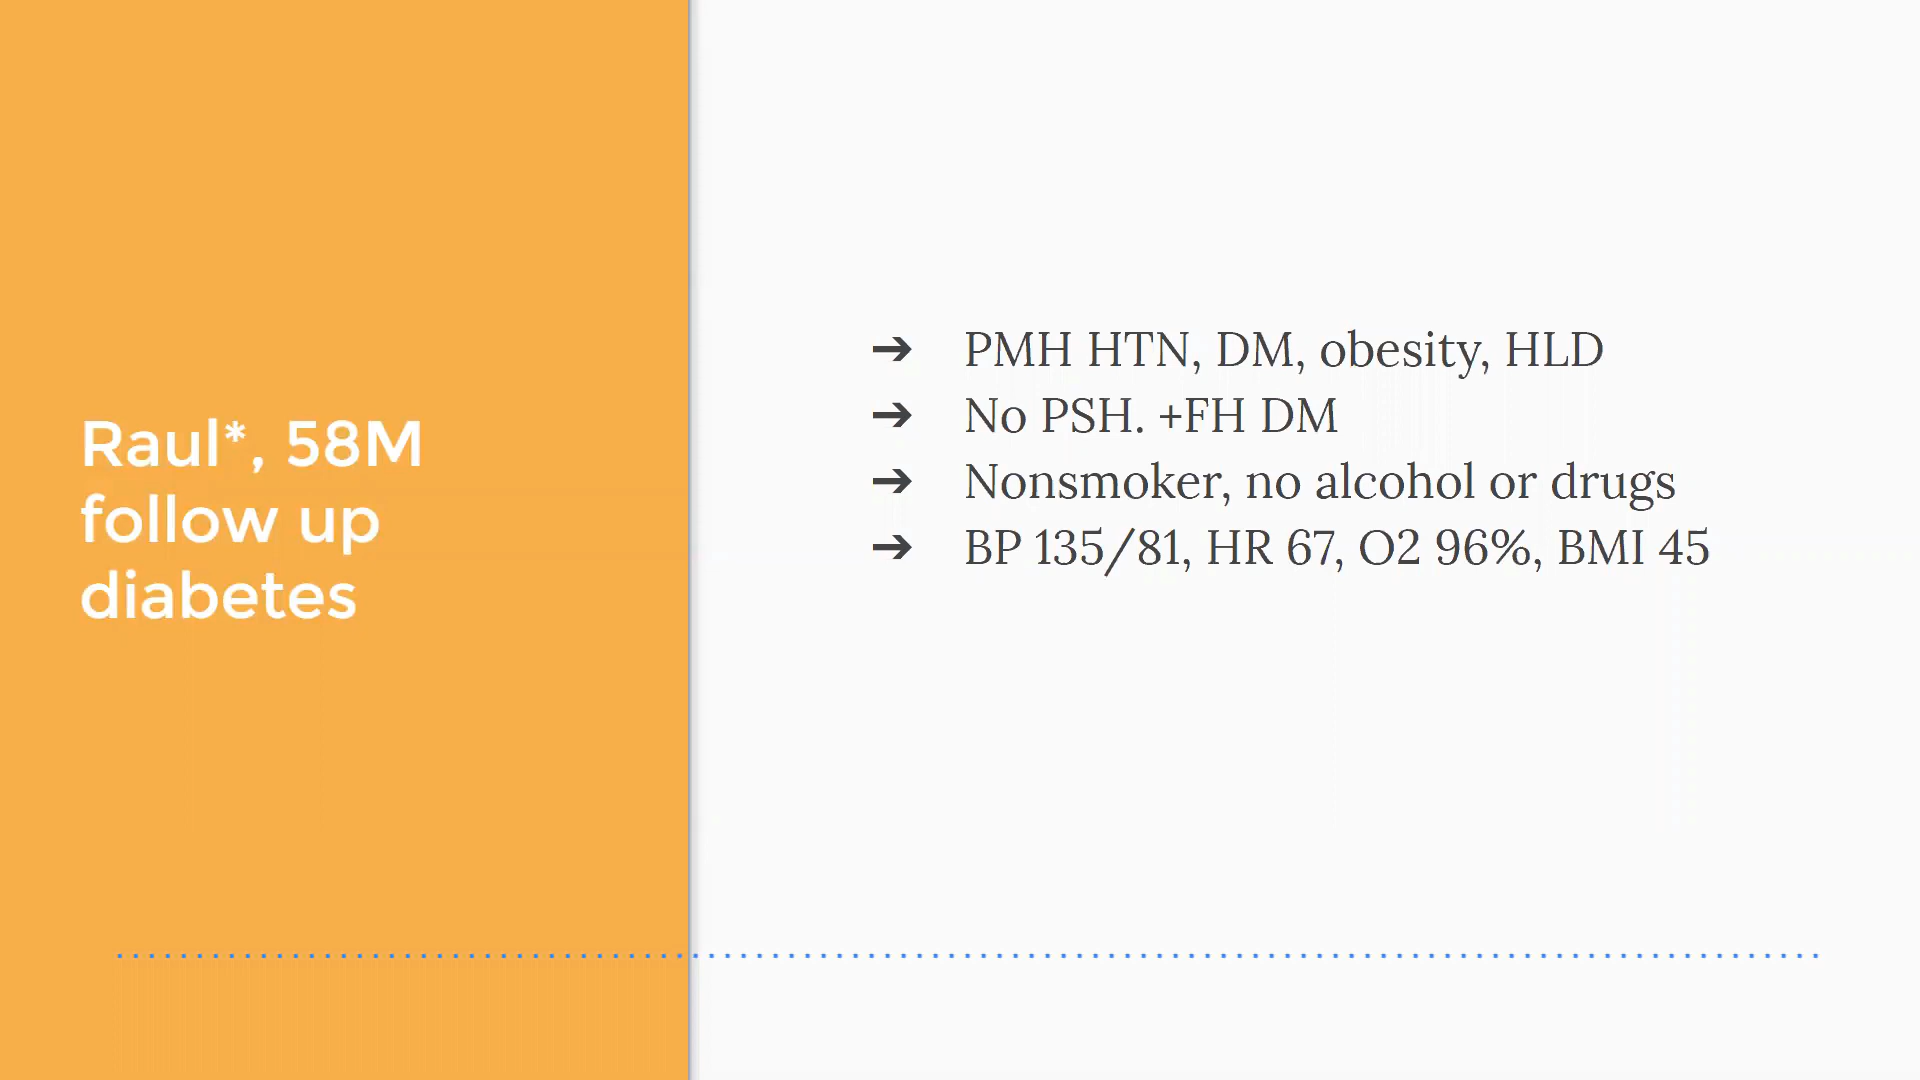 Raul*, 58M
follow up
diabetes
➔ PMH HTN, DM, obesity, HLD
➔ No PSH. +FH DM
➔ Nonsmoker, no alcohol or drugs
➔ BP 135/81, HR 67, O2 96%, BMI 45